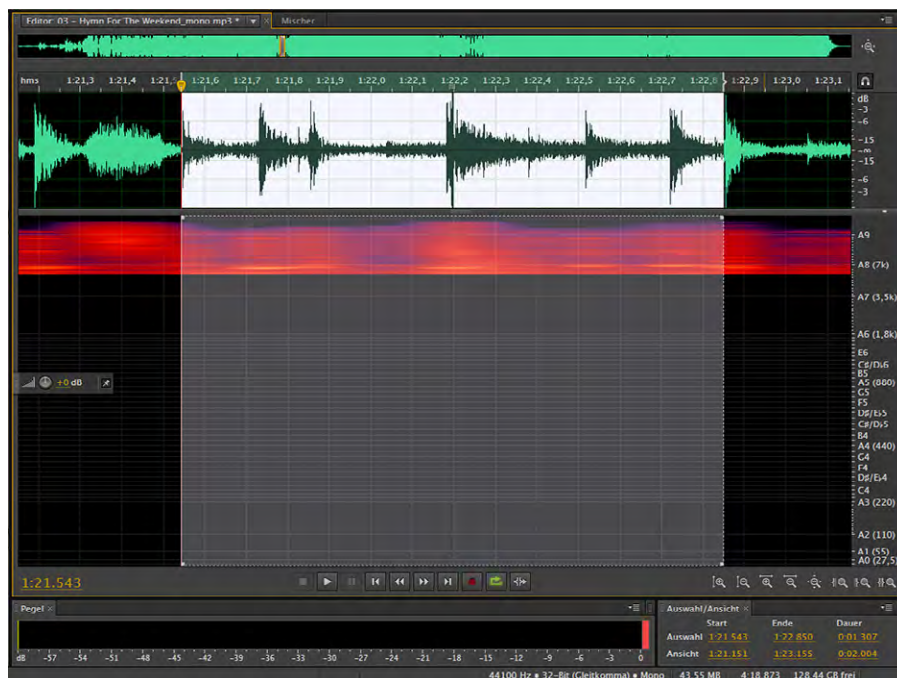 Editor: 03 - Hymn For The Weekend_mono mp3 * ▼ × Mischer
hms 1:21,3 1:21,4 1:21, 1:21,6 1:21,7 1:21,8 1:21,9 1:22,0 1:22,1 1:22,2 1:22,3 1:22,4 1:22,5 1:22,6 1:22,7 1:22,8 1:22,9 1:23,0 1:23,1
dB
-3
-6
-15
-∞
-15
-6
-3
A9
A8 (7k)
A7 (3,5k)
A6 (1,8k)
E6
C#/D♭6
B5
A5 (880)
G5
F5
D#/E♭5
C#/D♭5
B4
A4 (440)
G4
F4
D#/E♭4
C4
A3 (220)
A2 (110)
A1 (55)
A0 (27,5)
+0 dB
1:21.543
Pegel ×
dB -57 -54 -51 -48 -45 -42 -39 -36 -33 -30 -27 -24 -21 -18 -15 -12 -9 -6 -3 0
Auswahl/Ansicht ×
Start Ende Dauer
Auswahl 1:21.543 1:22.850 0:01.307
Ansicht 1:21.151 1:23.155 0:02.004
44100 Hz • 32-Bit (Gleitkomma) • Mono 43,55 MB 4:18.873 128,44 GB frei